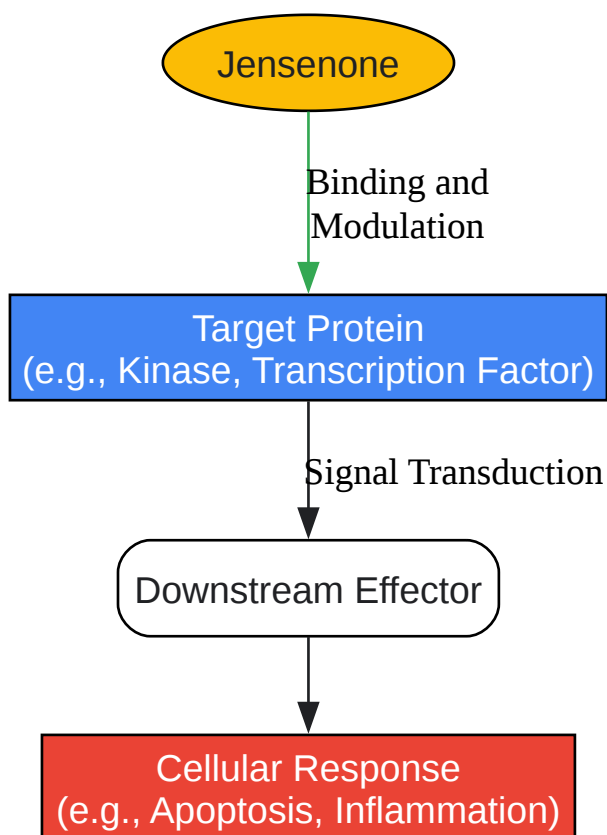 Jensenone
Binding and
Modulation
Target Protein
(e.g., Kinase, Transcription Factor)
Signal Transduction
Downstream Effector
Cellular Response
(e.g., Apoptosis, Inflammation)